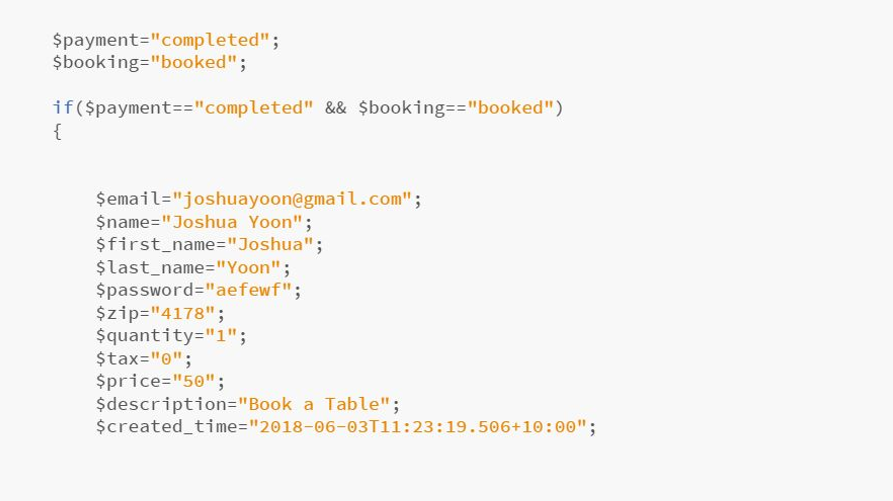 $payment="completed";
$booking="booked";
if($payment=="completed" && $booking=="booked")
{
$email="joshuayoon@gmail.com";
$name="Joshua Yoon";
$first_name="Joshua";
$last_name="Yoon";
$password="aefewf";
$zip="4178";
$quantity="1";
$tax="0";
$price="50";
$description="Book a Table";
$created_time="2018-06-03T11:23:19.506+10:00";